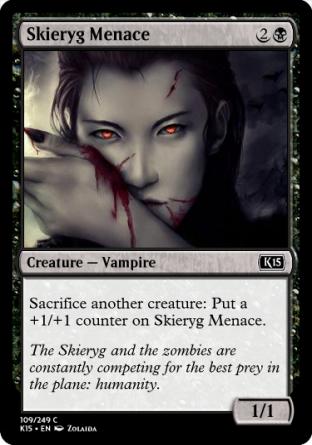 Skieryg Menace 2
Creature — Vampire K15
Sacrifice another creature: Put a
+1/+1 counter on Skieryg Menace.
The Skieryg and the zombies are
constantly competing for the best prey in
the plane: humanity.
1/1
109/249 C
K15 • EN ZOLAIDA